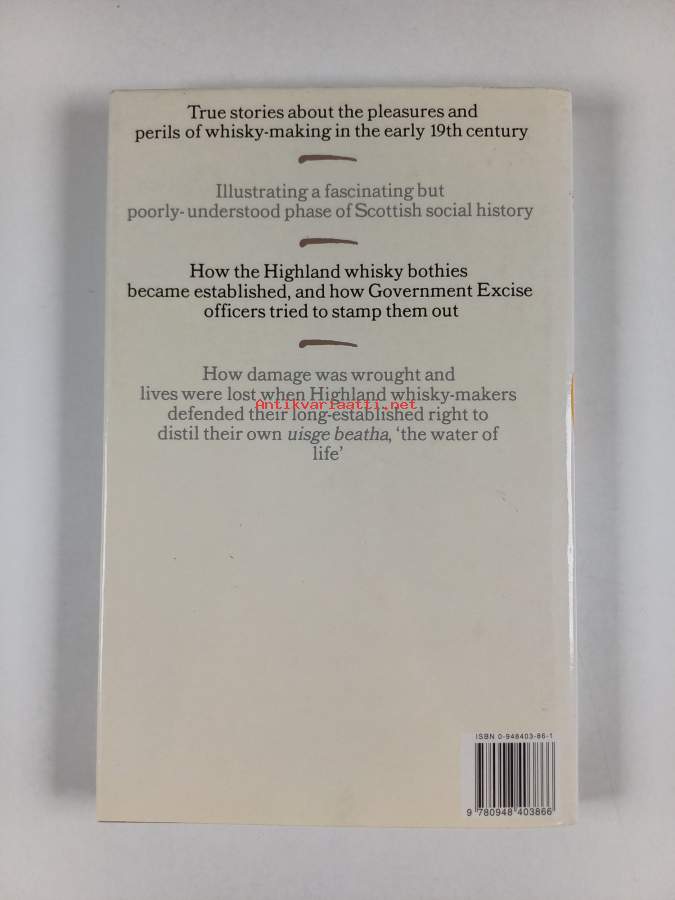 True stories about the pleasures and
perils of whisky-making in the early 19th century
Illustrating a fascinating but
poorly-understood phase of Scottish social history
How the Highland whisky bothies
became established, and how Government Excise
officers tried to stamp them out
How damage was wrought and
lives were lost when Highland whisky-makers
Antikvariaatti.net
defended their long-established right to
distil their own uisge beatha, ‘the water of
life’
ISBN 0-948403-86-1
9 780948 403866